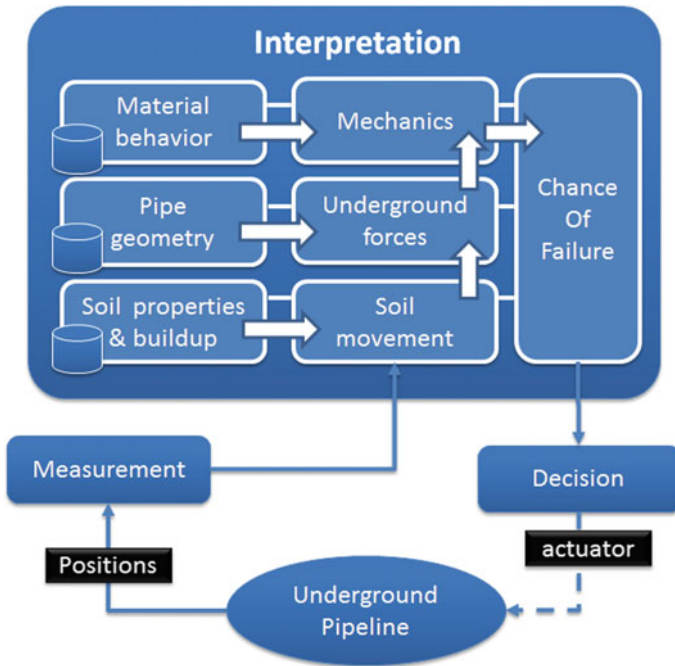 Interpretation
Material
behavior
Mechanics
Pipe
geometry
Underground
forces
Soil properties
& buildup
Soil
movement
Chance
Of
Failure
Measurement
Decision
Positions
actuator
Underground
Pipeline